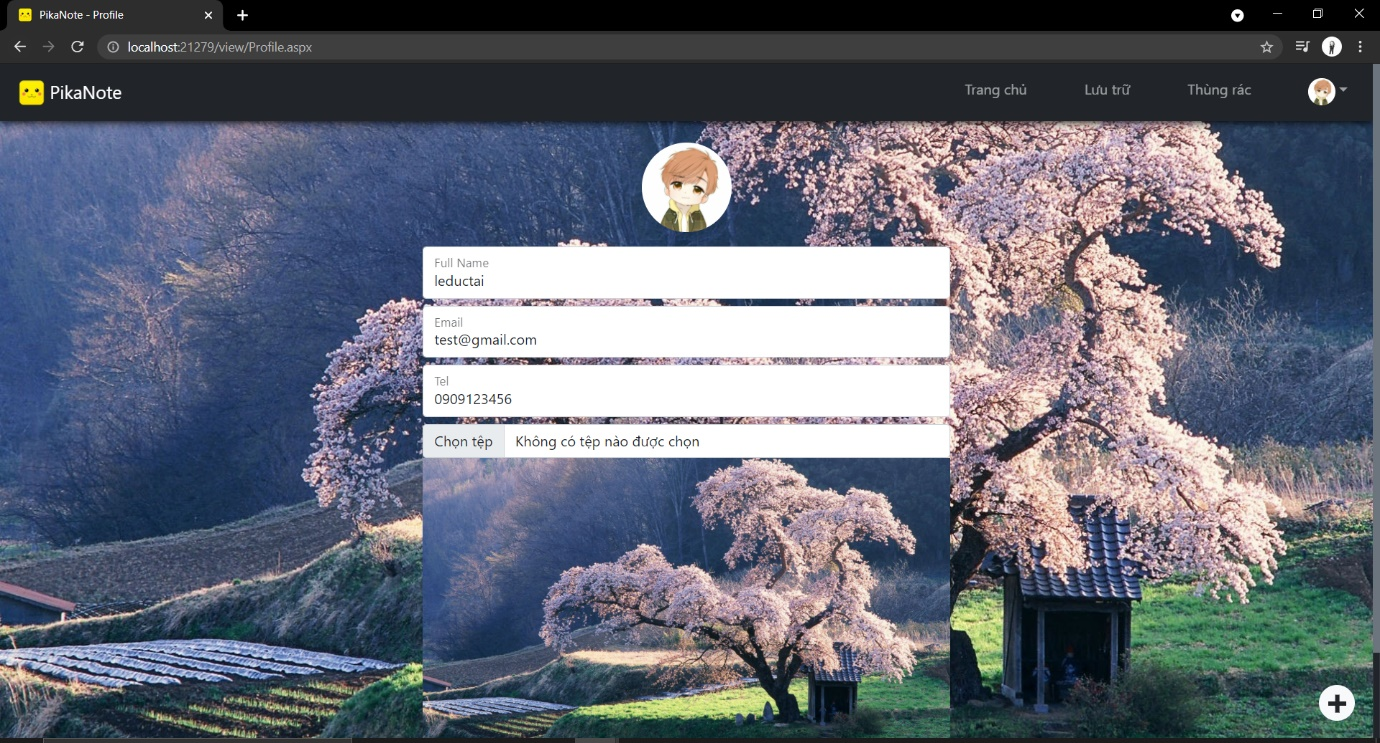 PikaNote - Profile
localhost:21279/view/Profile.aspx
PikaNote
Trang chủ
Lưu trữ
Thùng rác
Full Name
leductai
Email
test@gmail.com
Tel
0909123456
Chọn tệp
Không có tệp nào được chọn